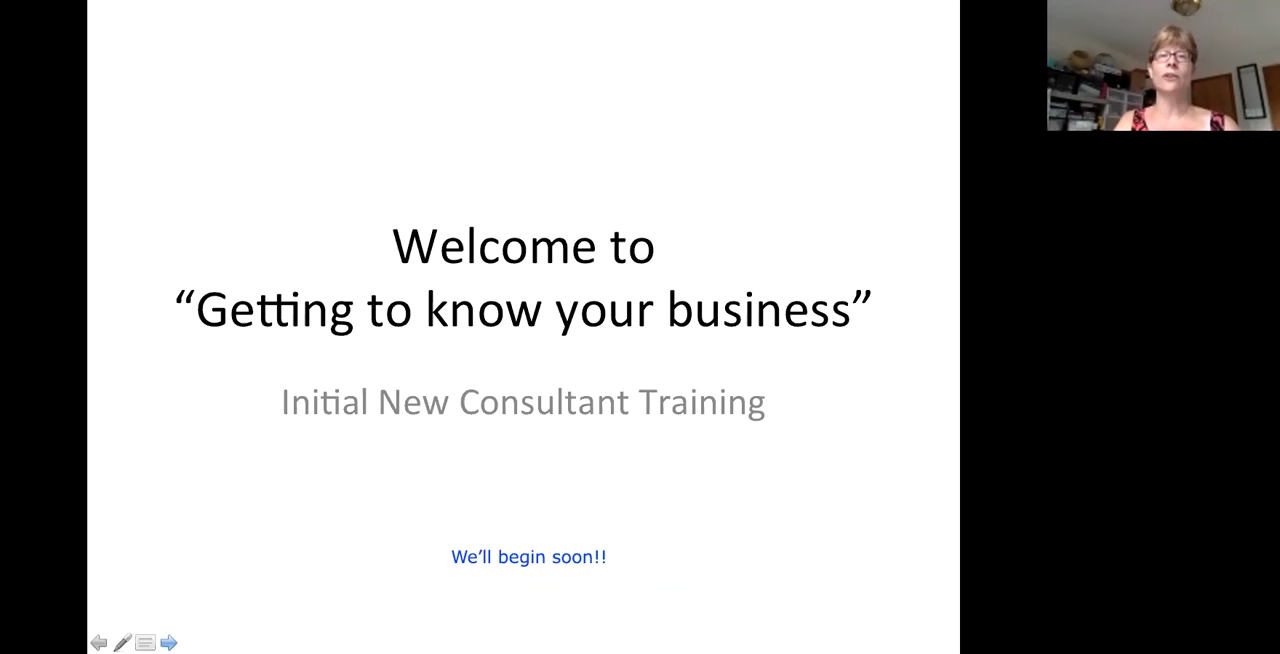 Welcome to
“Getting to know your business”
Initial New Consultant Training
We’ll begin soon!!